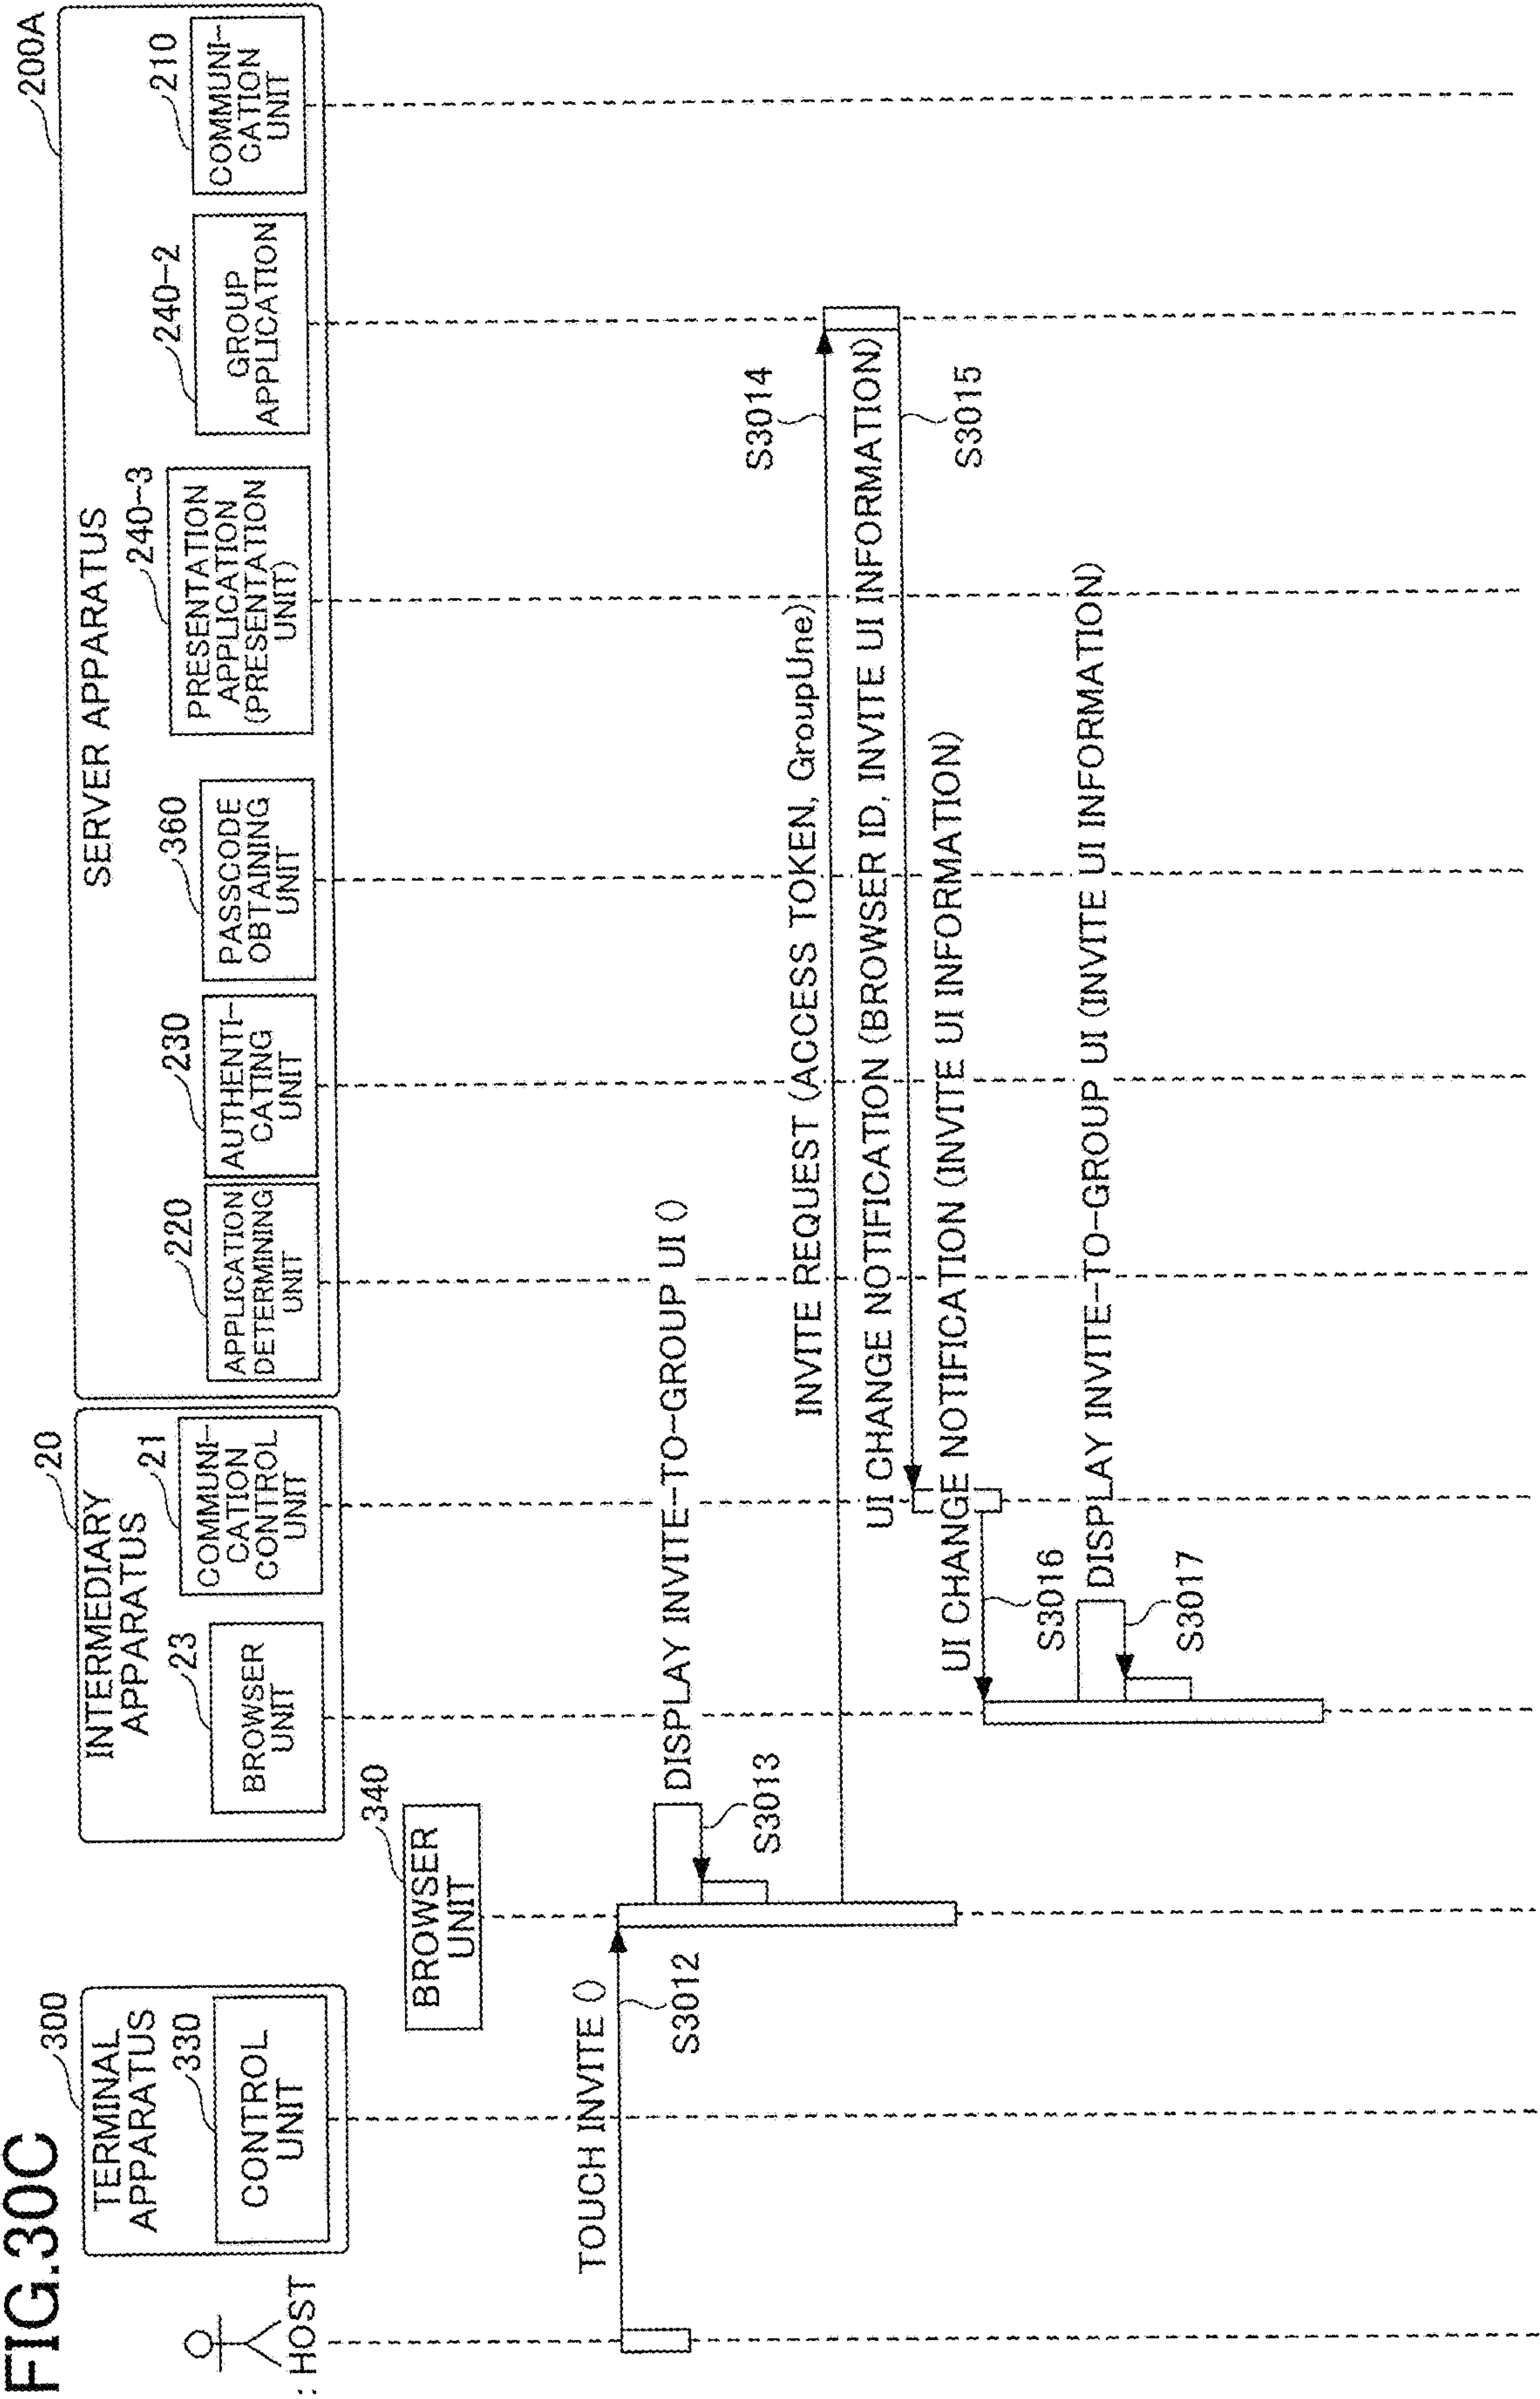 FIG.30C
: HOST
300
TERMINAL
APPARATUS
330
CONTROL
UNIT
340
BROWSER
UNIT
20
INTERMEDIARY
APPARATUS
23
BROWSER
UNIT
21
COMMUNI-
CATION
CONTROL
UNIT
200A
SERVER APPARATUS
220
APPLICATION
DETERMINING
UNIT
230
AUTHENTI-
CATING
UNIT
360
PASSCODE
OBTAINING
UNIT
240-3
PRESENTATION
APPLICATION
(PRESENTATION
UNIT)
240-2
GROUP
APPLICATION
210
COMMUNI-
CATION
UNIT
TOUCH INVITE ()
S3012
DISPLAY INVITE-TO-GROUP UI ()
S3013
INVITE REQUEST (ACCESS TOKEN, GroupUne)
S3014
UI CHANGE NOTIFICATION (BROWSER ID, INVITE UI INFORMATION)
S3015
UI CHANGE NOTIFICATION (INVITE UI INFORMATION)
S3016
DISPLAY INVITE-TO-GROUP UI (INVITE UI INFORMATION)
S3017